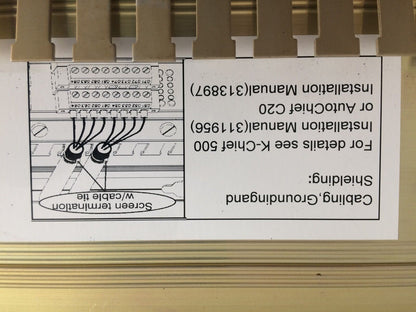 Cabling,Groundingand
Shielding:
For details see K-Chief 500
Installation Manual(311956)
or AutoChief C20
Installation Manual(313897)
Screen termination
w/cable tie